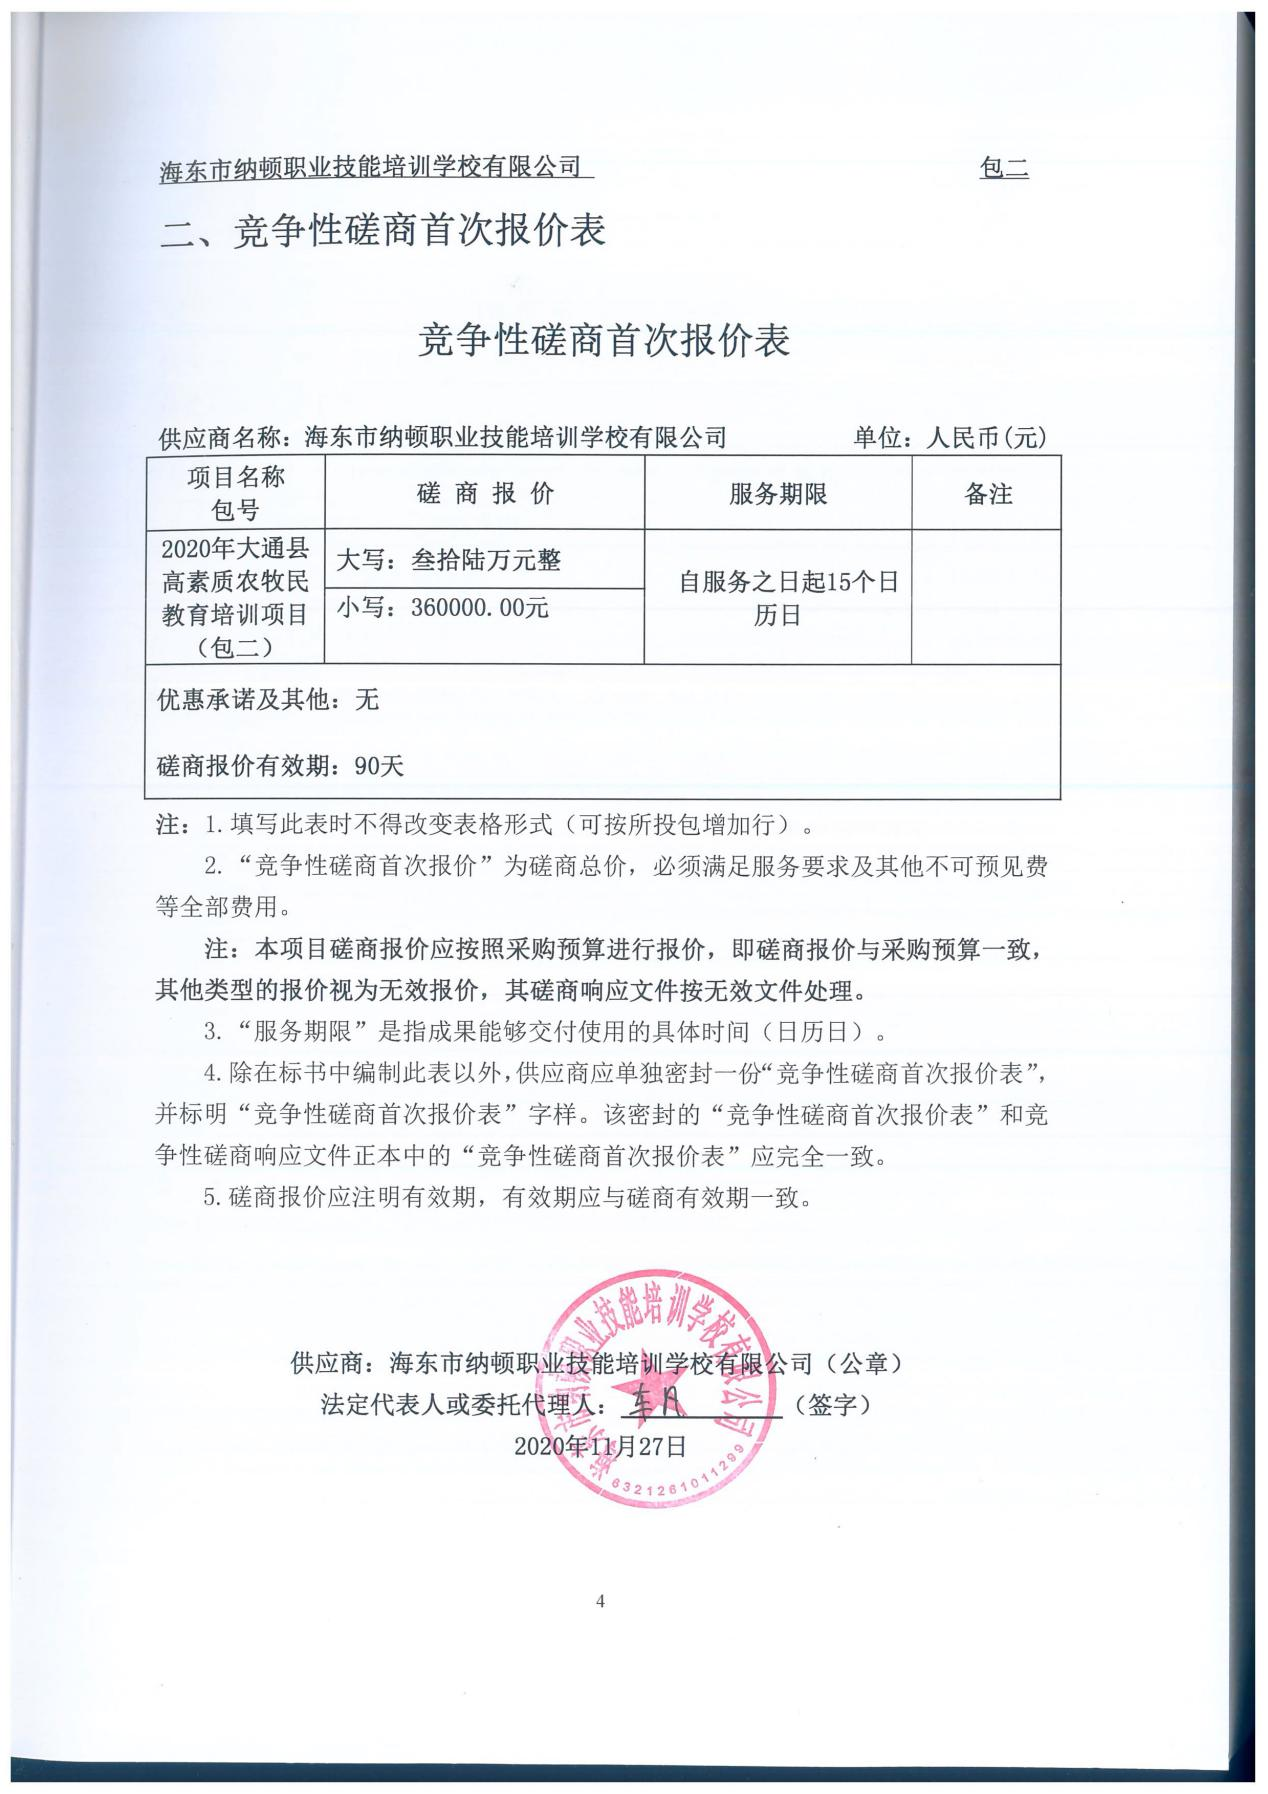 海东市纳顿职业技能培训学校有限公司 包二
二、竞争性磋商首次报价表
竞争性磋商首次报价表
供应商名称：海东市纳顿职业技能培训学校有限公司 单位：人民币(元)
项目名称
包号
磋 商 报 价
服务期限
备注
2020年大通县
高素质农牧民
教育培训项目
（包二）
大写：叁拾陆万元整
小写：360000.00元
自服务之日起15个日
历日
优惠承诺及其他：无
磋商报价有效期：90天
注：1.填写此表时不得改变表格形式（可按所投包增加行）。
2.“竞争性磋商首次报价”为磋商总价，必须满足服务要求及其他不可预见费
等全部费用。
注：本项目磋商报价应按照采购预算进行报价，即磋商报价与采购预算一致，
其他类型的报价视为无效报价，其磋商响应文件按无效文件处理。
3.“服务期限”是指成果能够交付使用的具体时间（日历日）。
4.除在标书中编制此表以外,供应商应单独密封一份“竞争性磋商首次报价表”，
并标明“竞争性磋商首次报价表”字样。该密封的“竞争性磋商首次报价表”和竞
争性磋商响应文件正本中的“竞争性磋商首次报价表”应完全一致。
5.磋商报价应注明有效期，有效期应与磋商有效期一致。
供应商：海东市纳顿职业技能培训学校有限公司（公章）
法定代表人或委托代理人：（签字）
2020年11月27日
海东市纳顿职业技能培训学校有限公司
6321261011299
4